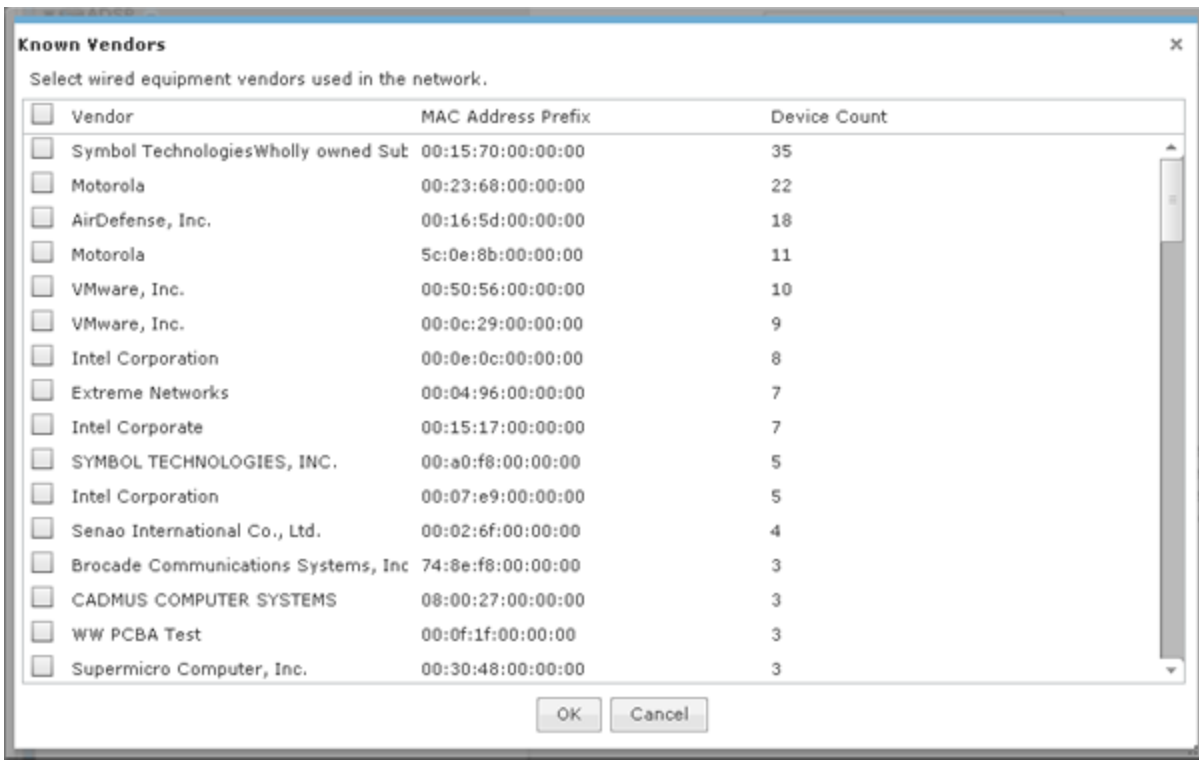 Known Vendors ×
Select wired equipment vendors used in the network.
Vendor MAC Address Prefix Device Count
Symbol TechnologiesWholly owned Sub 00:15:70:00:00:00 35
Motorola 00:23:68:00:00:00 22
AirDefense, Inc. 00:16:5d:00:00:00 18
Motorola 5c:0e:8b:00:00:00 11
VMware, Inc. 00:50:56:00:00:00 10
VMware, Inc. 00:0c:29:00:00:00 9
Intel Corporation 00:0e:0c:00:00:00 8
Extreme Networks 00:04:96:00:00:00 7
Intel Corporate 00:15:17:00:00:00 7
SYMBOL TECHNOLOGIES, INC. 00:a0:f8:00:00:00 5
Intel Corporation 00:07:e9:00:00:00 5
Senao International Co., Ltd. 00:02:6f:00:00:00 4
Brocade Communications Systems, Inc 74:8e:f8:00:00:00 3
CADMUS COMPUTER SYSTEMS 08:00:27:00:00:00 3
WW PCBA Test 00:0f:1f:00:00:00 3
Supermicro Computer, Inc. 00:30:48:00:00:00 3
OK Cancel